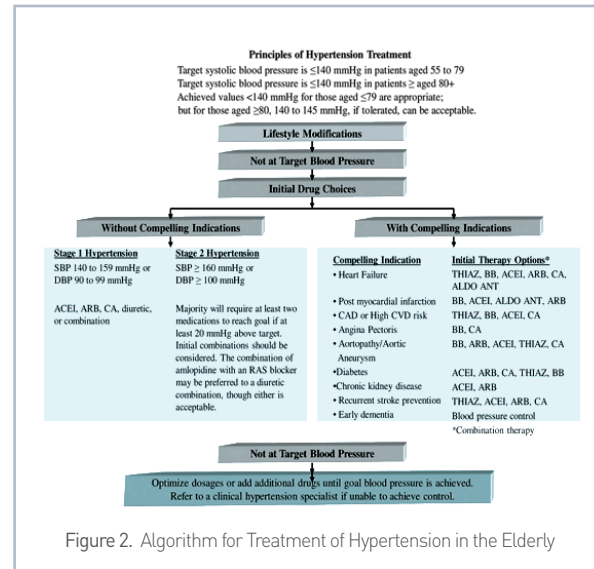 Principles of Hypertension Treatment
Target systolic blood pressure is ≤140 mmHg in patients aged 55 to 79
Target systolic blood pressure is ≤140 mmHg in patients ≥ aged 80+
Achieved values <140 mmHg for those aged ≤79 are appropriate;
but for those aged ≥80, 140 to 145 mmHg, if tolerated, can be acceptable.
Lifestyle Modifications
Not at Target Blood Pressure
Initial Drug Choices
Without Compelling Indications
Stage 1 Hypertension
SBP 140 to 159 mmHg or
DBP 90 to 99 mmHg
ACEI, ARB, CA, diuretic,
or combination
Stage 2 Hypertension
SBP ≥ 160 mmHg or
DBP ≥ 100 mmHg
Majority will require at least two
medications to reach goal if at
least 20 mmHg above target.
Initial combinations should be
considered. The combination of
amlopidine with an RAS blocker
may be preferred to a diuretic
combination, though either is
acceptable.
With Compelling Indications
Compelling Indication Initial Therapy Options*
• Heart Failure THIAZ, BB, ACEI, ARB, CA,
ALDO ANT
• Post myocardial infarction BB, ACEI, ALDO ANT, ARB
• CAD or High CVD risk THIAZ, BB, ACEI, CA
• Angina Pectoris BB, CA
• Aortopathy/Aortic BB, ARB, ACEI, THIAZ, CA
Aneurysm
•Diabetes ACEI, ARB, CA, THIAZ, BB
•Chronic kidney disease ACEI, ARB
• Recurrent stroke prevention THIAZ, ACEI, ARB, CA
• Early dementia Blood pressure control
*Combination therapy
Not at Target Blood Pressure
Optimize dosages or add additional drugs until goal blood pressure is achieved.
Refer to a clinical hypertension specialist if unable to achieve control.
Figure 2. Algorithm for Treatment of Hypertension in the Elderly